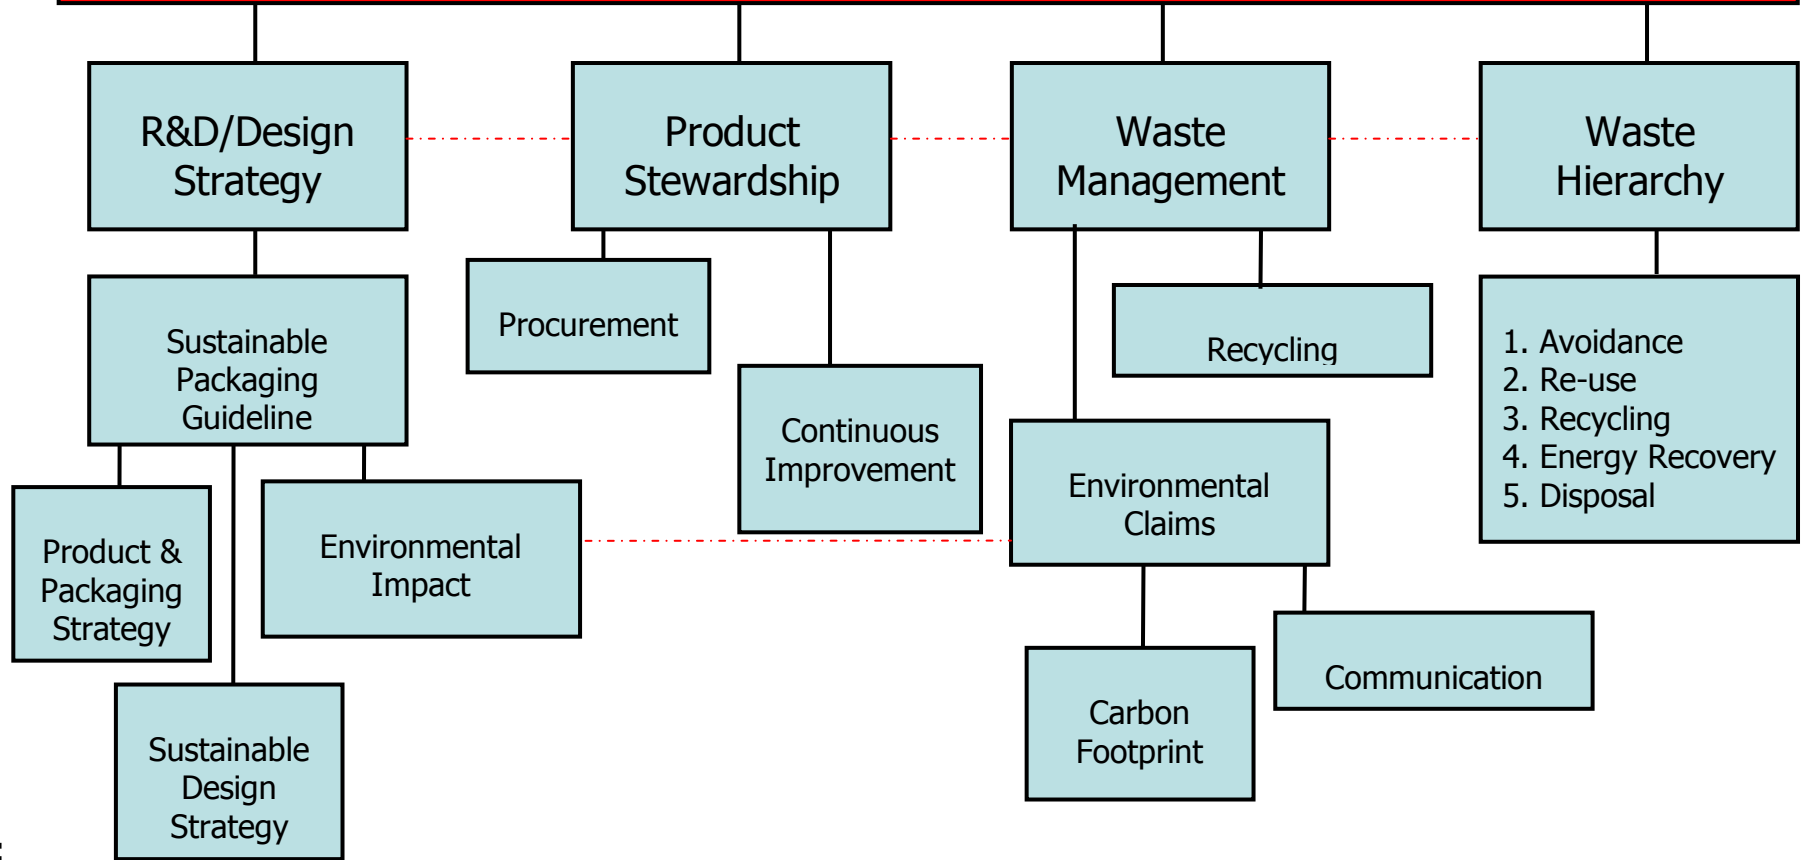 R&D/Design
Strategy
Product
Stewardship
Waste
Management
Waste
Hierarchy
Sustainable
Packaging
Guideline
Procurement
Continuous
Improvement
Recycling
Environmental
Claims
1. Avoidance
2. Re-use
3. Recycling
4. Energy Recovery
5. Disposal
Product &
Packaging
Strategy
Environmental
Impact
Sustainable
Design
Strategy
Carbon
Footprint
Communication